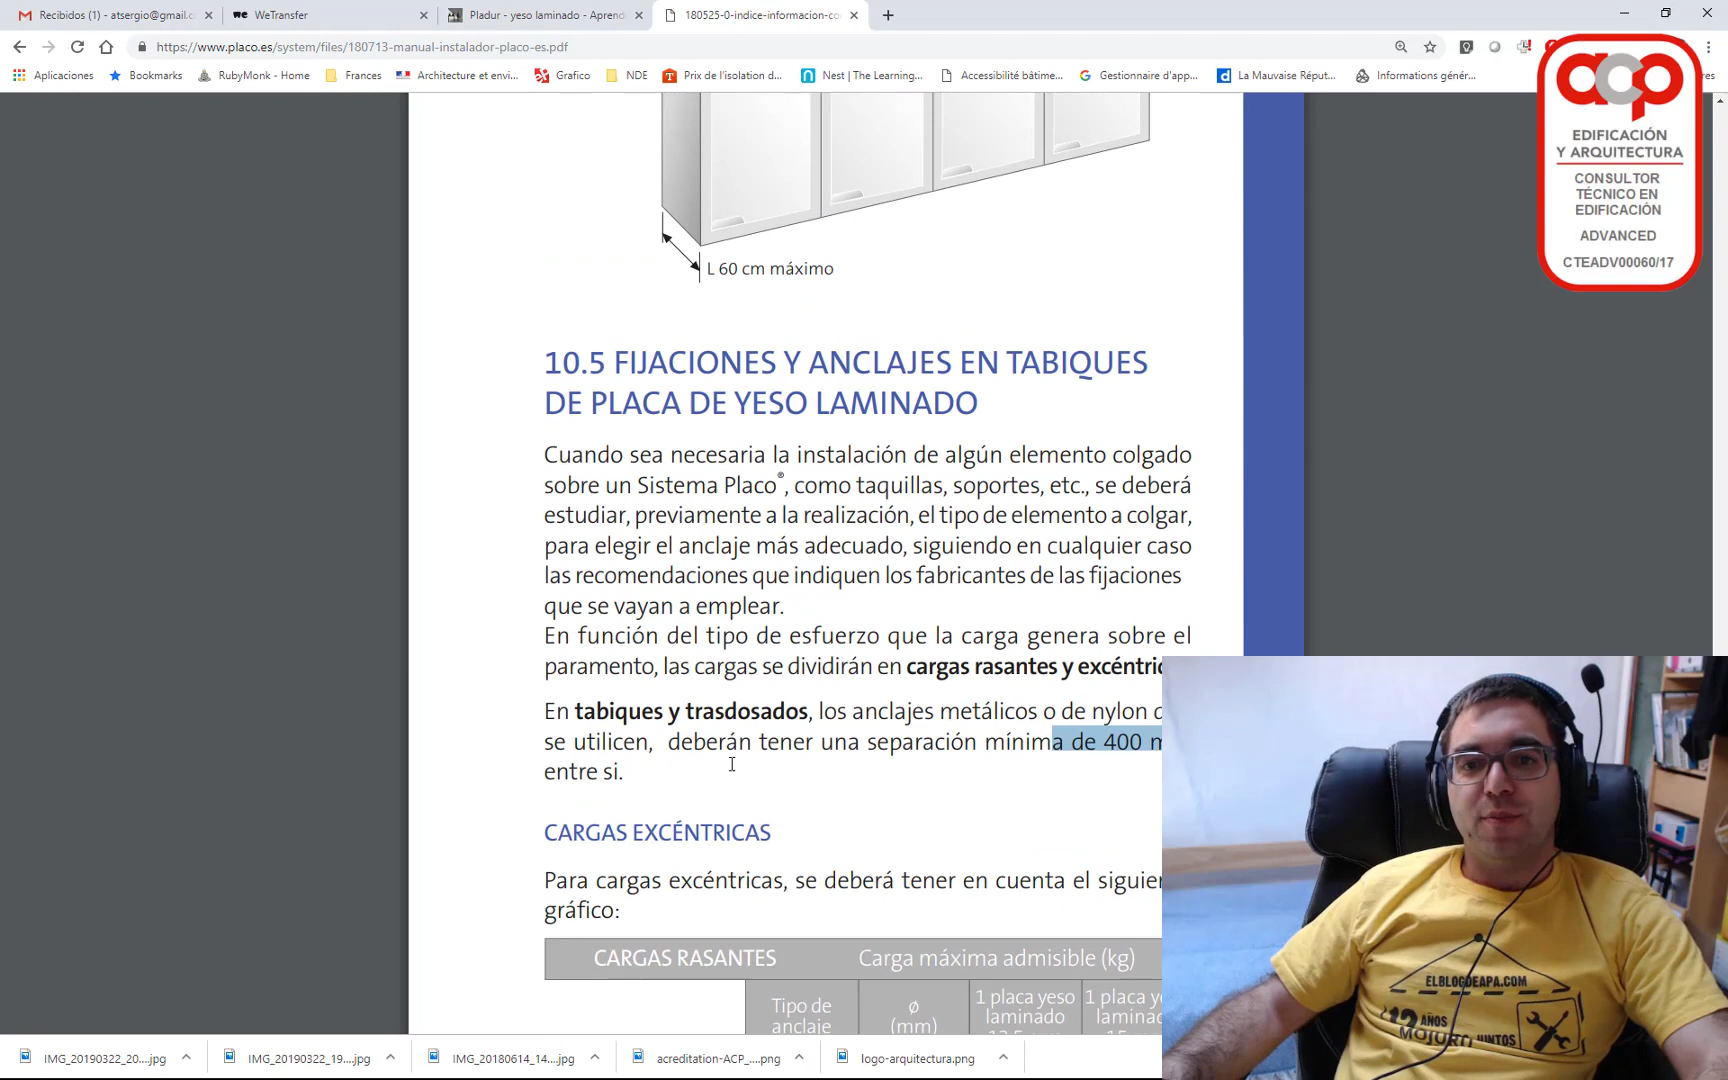 Recibidos (1) - atsergio@gmail.c
we WeTransfer
Pladur - yeso laminado - Aprend
180525-0-indice-informacion-co
https://www.placo.es/system/files/180713-manual-instalador-placo-es.pdf
Aplicaciones
Bookmarks
RubyMonk - Home
Frances
Architecture et envi...
Grafico
NDE
Prix de l'isolation d...
Nest | The Learning...
Accessibilité bâtime...
Gestionnaire d'app...
La Mauvaise Réput...
Informations génér...
acp
EDIFICACIÓN
Y ARQUITECTURA
CONSULTOR
TÉCNICO EN
EDIFICACIÓN
ADVANCED
CTEADV00060/17
L 60 cm máximo
10.5 FIJACIONES Y ANCLAJES EN TABIQUES
DE PLACA DE YESO LAMINADO
Cuando sea necesaria la instalación de algún elemento colgado
sobre un Sistema Placo®, como taquillas, soportes, etc., se deberá
estudiar, previamente a la realización, el tipo de elemento a colgar,
para elegir el anclaje más adecuado, siguiendo en cualquier caso
las recomendaciones que indiquen los fabricantes de las fijaciones
que se vayan a emplear.
En función del tipo de esfuerzo que la carga genera sobre el
paramento, las cargas se dividirán en cargas rasantes y excéntric
En tabiques y trasdosados, los anclajes metálicos o de nylon
se utilicen, deberán tener una separación mínima de 400 m
entre si.
CARGAS EXCÉNTRICAS
Para cargas excéntricas, se deberá tener en cuenta el siguien
gráfico:
CARGAS RASANTES Carga máxima admisible (kg)
Tipo de
anclaje
ø
(mm)
1 placa yeso
laminado
1 placa ye
laminad
ELBLOGDEAPA.COM
12 AÑOS
JUNTOS
IMG_20190322_20....jpg
IMG_20190322_19....jpg
IMG_20180614_14....jpg
acreditation-ACP_....png
logo-arquitectura.png